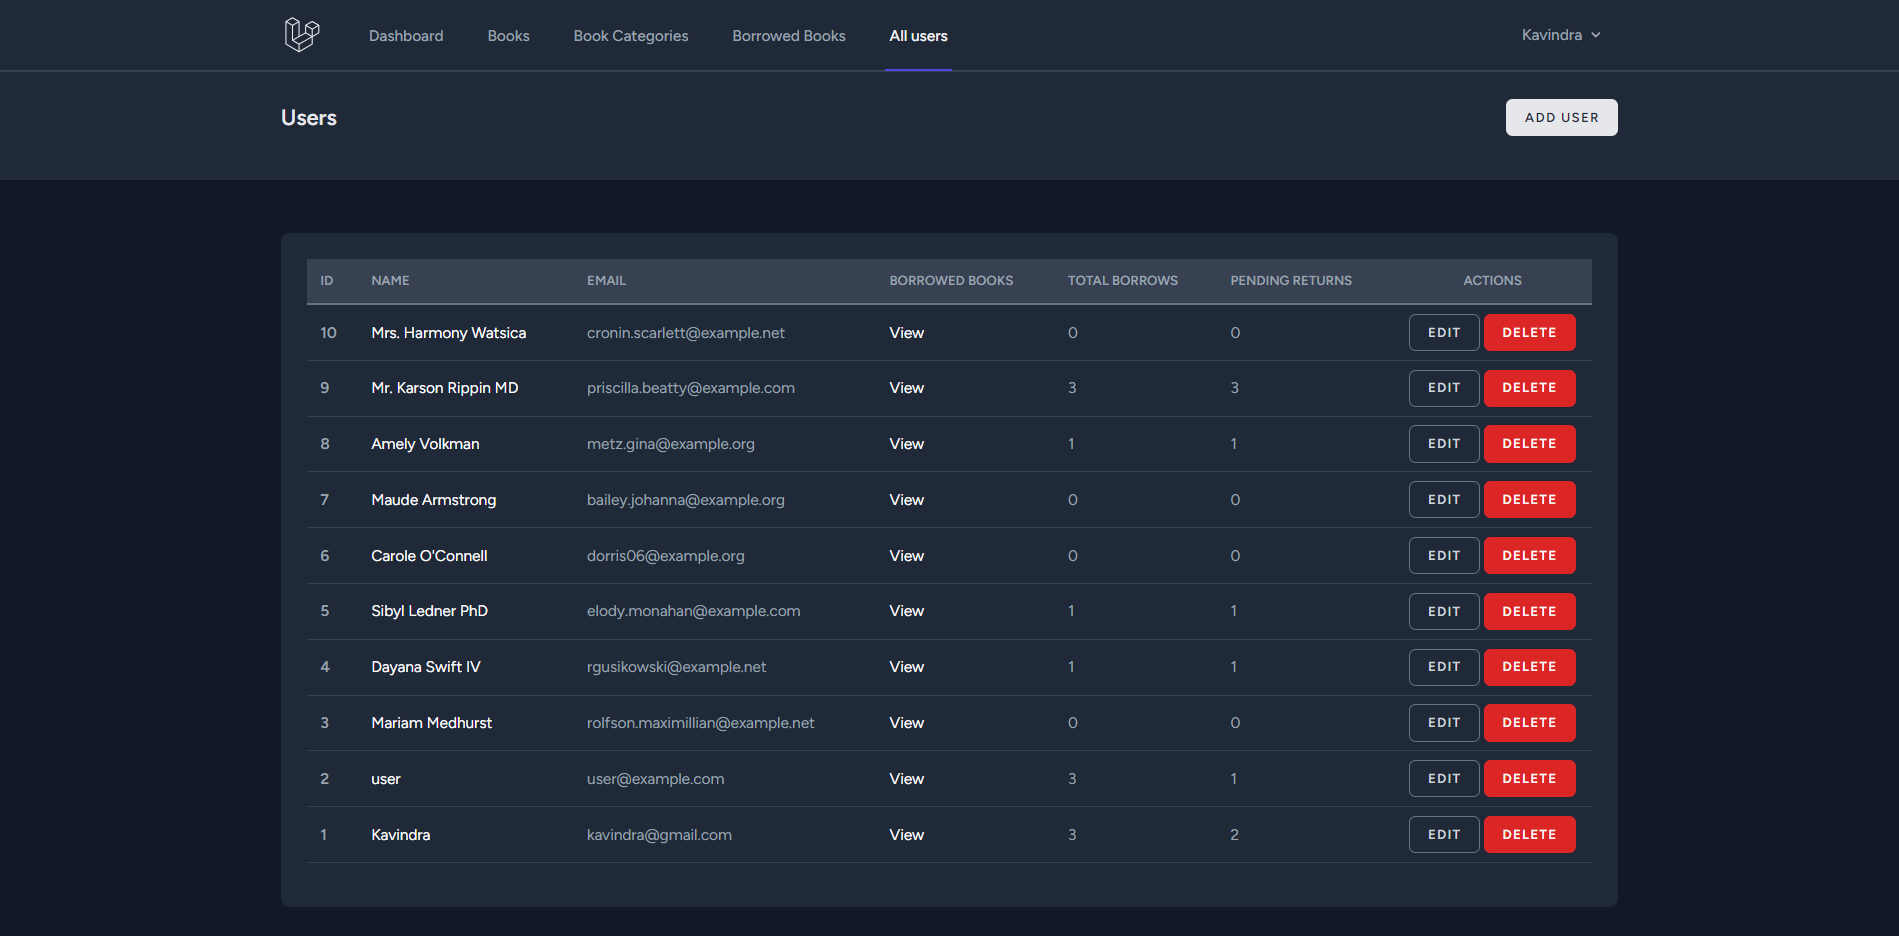 Dashboard Books Book Categories Borrowed Books All users Kavindra
Users ADD USER
ID NAME EMAIL BORROWED BOOKS TOTAL BORROWS PENDING RETURNS ACTIONS
10 Mrs. Harmony Watsica cronin.scarlett@example.net View 0 0 EDIT DELETE
9 Mr. Karson Rippin MD priscilla.beatty@example.com View 3 3 EDIT DELETE
8 Amely Volkman metz.gina@example.org View 1 1 EDIT DELETE
7 Maude Armstrong bailey.johanna@example.org View 0 0 EDIT DELETE
6 Carole O'Connell dorris06@example.org View 0 0 EDIT DELETE
5 Sibyl Ledner PhD elody.monahan@example.com View 1 1 EDIT DELETE
4 Dayana Swift IV rgusikowski@example.net View 1 1 EDIT DELETE
3 Mariam Medhurst rolfson.maximillian@example.net View 0 0 EDIT DELETE
2 user user@example.com View 3 1 EDIT DELETE
1 Kavindra kavindra@gmail.com View 3 2 EDIT DELETE